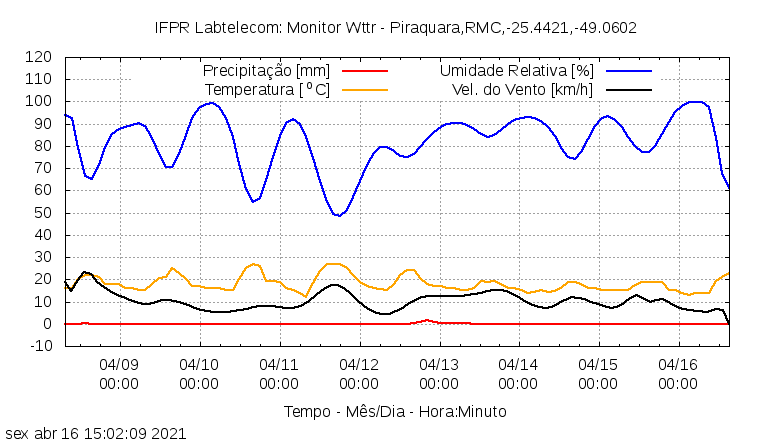 IFPR Labtelecom: Monitor Wttr - Piraquara,RMC,-25.4421,-49.0602
120
110
100
90
80
70
60
50
40
30
20
10
0
-10
Precipitação [mm]
Temperatura [⁰C]
Umidade Relativa [%]
Vel. do Vento [km/h]
04/09 04/10 04/11 04/12 04/13 04/14 04/15 04/16
00:00 00:00 00:00 00:00 00:00 00:00 00:00 00:00
Tempo - Mês/Dia - Hora:Minuto
sex abr 16 15:02:09 2021